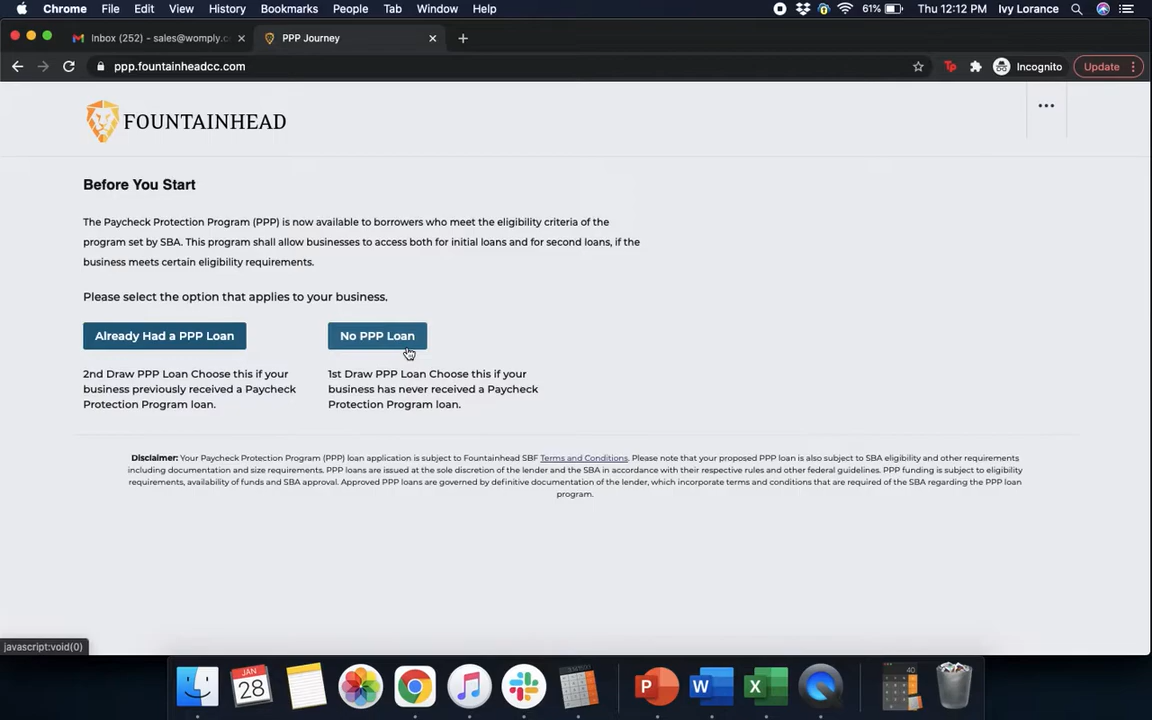 Chrome File Edit View History Bookmarks People Tab Window Help 61% Thu 12:12 PM Ivy Lorance
Inbox (252) - sales@womply.c
PPP Journey
ppp.fountainheadcc.com Incognito Update
FOUNTAINHEAD
Before You Start
The Paycheck Protection Program (PPP) is now available to borrowers who meet the eligibility criteria of the
program set by SBA. This program shall allow businesses to access both for initial loans and for second loans, if the
business meets certain eligibility requirements.
Please select the option that applies to your business.
Already Had a PPP Loan
2nd Draw PPP Loan Choose this if your
business previously received a Paycheck
Protection Program loan.
No PPP Loan
1st Draw PPP Loan Choose this if your
business has never received a Paycheck
Protection Program loan.
Disclaimer: Your Paycheck Protection Program (PPP) loan application is subject to Fountainhead SBF Terms and Conditions. Please note that your proposed PPP loan is also subject to SBA eligibility and other requirements
including documentation and size requirements. PPP loans are issued at the sole discretion of the lender and the SBA in accordance with their respective rules and other federal guidelines. PPP funding is subject to eligibility
requirements, availability of funds and SBA approval. Approved PPP loans are governed by definitive documentation of the lender, which incorporate terms and conditions that are required of the SBA regarding the PPP loan
program.
javascript:void(0)
JAN
28
P
W
X
40